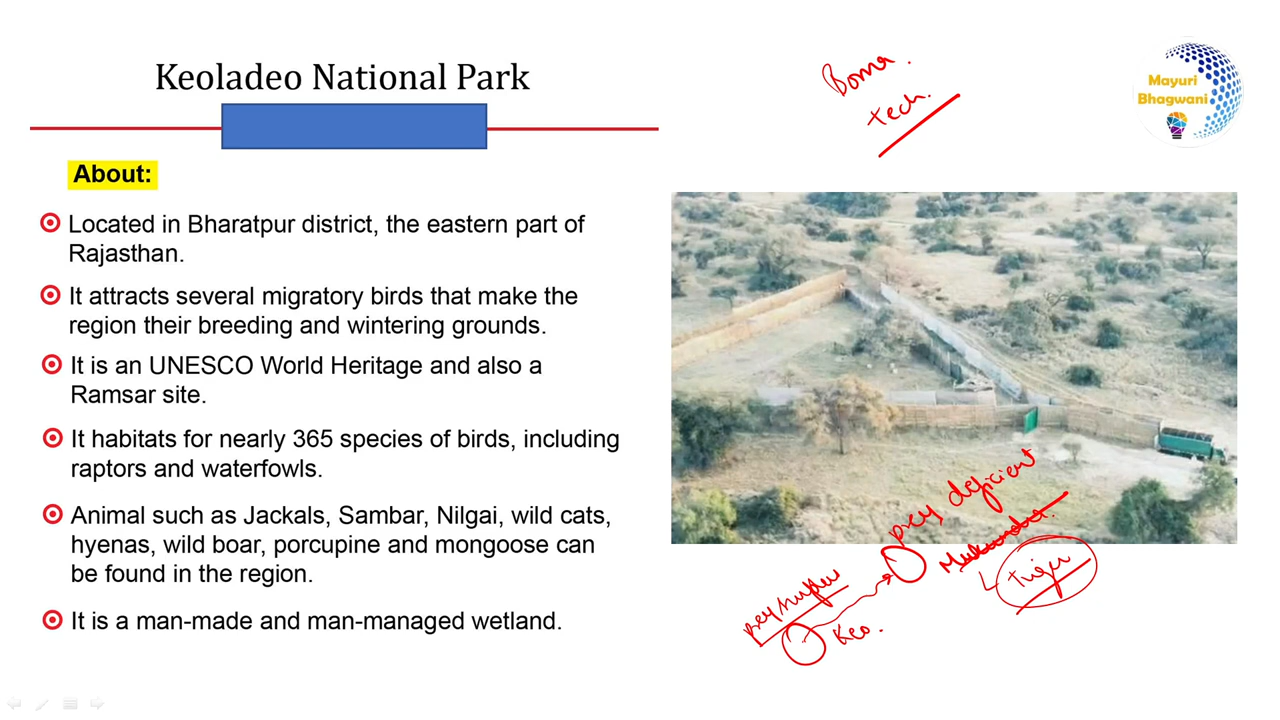 Keoladeo National Park
Boma.
tech.
Mayuri
Bhagwani
About:
Located in Bharatpur district, the eastern part of
Rajasthan.
It attracts several migratory birds that make the
region their breeding and wintering grounds.
It is an UNESCO World Heritage and also a
Ramsar site.
It habitats for nearly 365 species of birds, including
raptors and waterfowls.
Animal such as Jackals, Sambar, Nilgai, wild cats,
hyenas, wild boar, porcupine and mongoose can
be found in the region.
It is a man-made and man-managed wetland.
prey deficient
Tiger
prey
Keo.